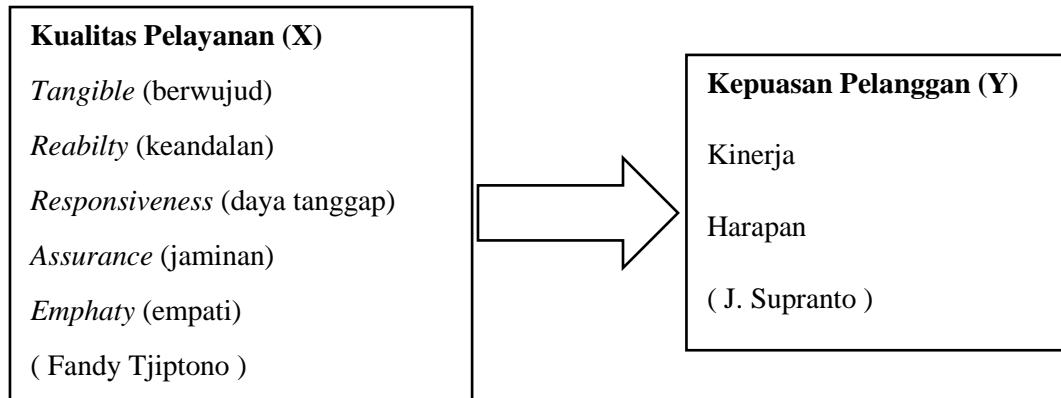 Kualitas Pelayanan (X)
Tangible (berwujud)
Reabilty (keandalan)
Responsiveness (daya tanggap)
Assurance (jaminan)
Emphaty (empati)
( Fandy Tjiptono )
Kepuasan Pelanggan (Y)
Kinerja
Harapan
( J. Supranto )